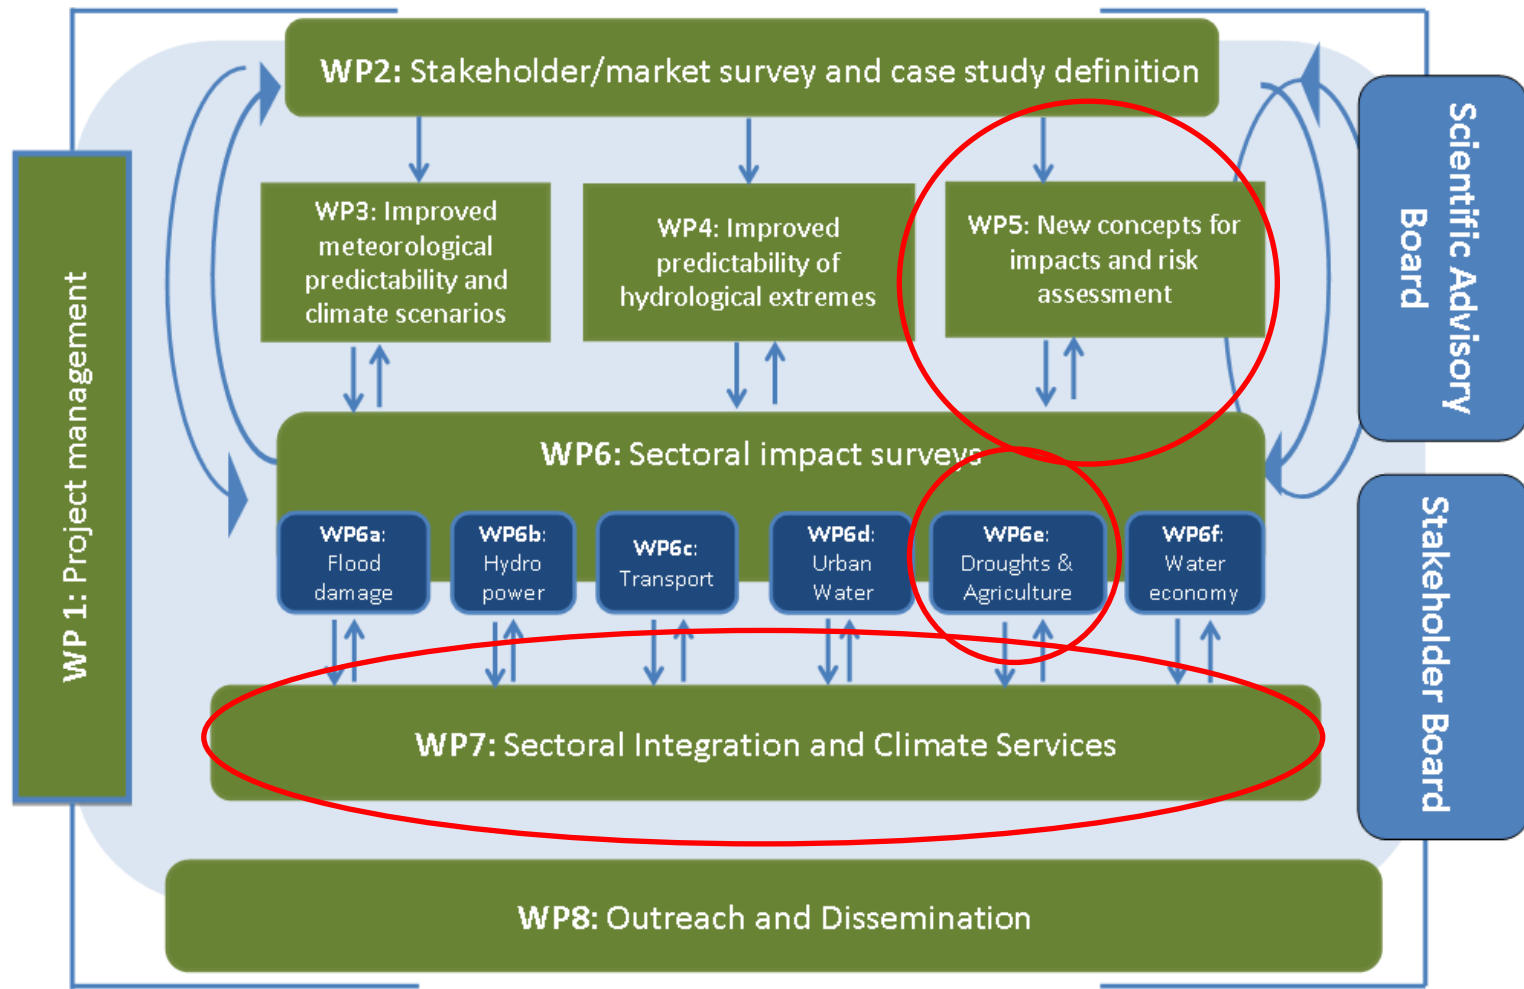 WP2: Stakeholder/market survey and case study definition
WP 1: Project management
WP3: Improved
meteorological
predictability and
climate scenarios
WP4: Improved
predictability of
hydrological extremes
WP5: New concepts for
impacts and risk
assessment
Scientific Advisory
Board
WP6: Sectoral impact surveys
WP6a:
Flood
damage
WP6b:
Hydro
power
WP6c:
Transport
WP6d:
Urban
Water
WP6e:
Droughts &
Agriculture
WP6f:
Water
economy
Stakeholder Board
WP7: Sectoral Integration and Climate Services
WP8: Outreach and Dissemination